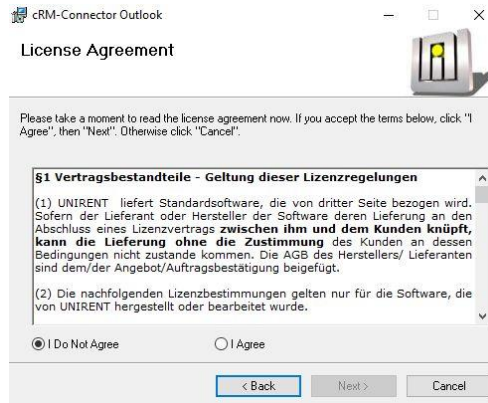 cRM-Connector Outlook
License Agreement
Please take a moment to read the license agreement now. If you accept the terms below, click "I
Agree", then "Next". Otherwise click "Cancel".
§1 Vertragsbestandteile - Geltung dieser Lizenzregelungen
(1) UNIRENT liefert Standardsoftware, die von dritter Seite bezogen wird.
Sofern der Lieferant oder Hersteller der Software deren Lieferung an den
Abschluss eines Lizenzvertrags zwischen ihm und dem Kunden knüpft,
kann die Lieferung ohne die Zustimmung des Kunden an dessen
Bedingungen nicht zustande kommen. Die AGB des Herstellers/ Lieferanten
sind dem/der Angebot/Auftragsbestätigung beigefügt.
(2) Die nachfolgenden Lizenzbestimmungen gelten nur für die Software, die
von UNIRENT hergestellt oder bearbeitet wurde.
I Do Not Agree I Agree
< Back Next > Cancel